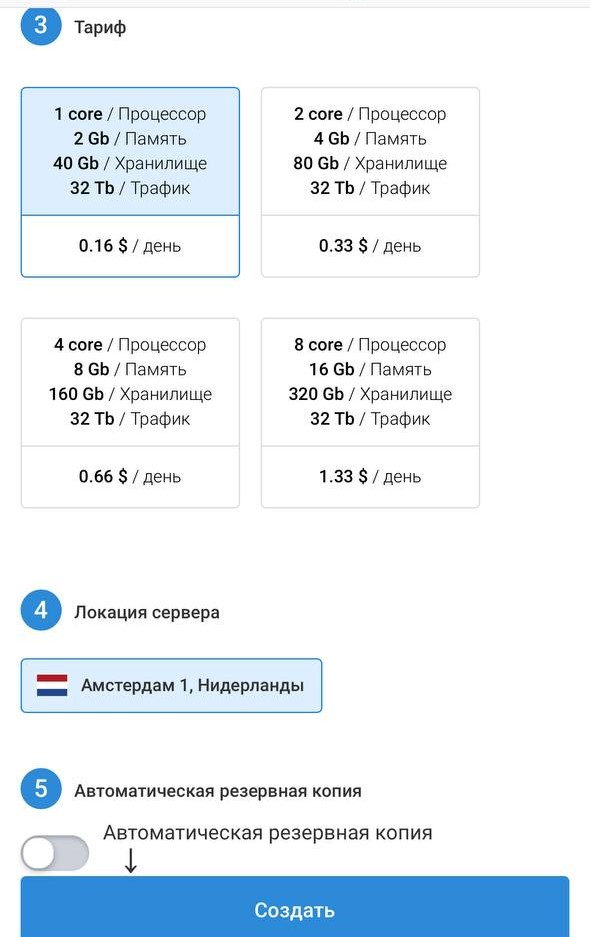 3 Тариф
1 core / Процессор
2 Gb / Память
40 Gb / Хранилище
32 Tb / Трафик
0.16 $ / день
2 core / Процессор
4 Gb / Память
80 Gb / Хранилище
32 Tb / Трафик
0.33 $ / день
4 core / Процессор
8 Gb / Память
160 Gb / Хранилище
32 Tb / Трафик
0.66 $ / день
8 core / Процессор
16 Gb / Память
320 Gb / Хранилище
32 Tb / Трафик
1.33 $ / день
4 Локация сервера
Амстердам 1, Нидерланды
5 Автоматическая резервная копия
Автоматическая резервная копия
↓
Создать